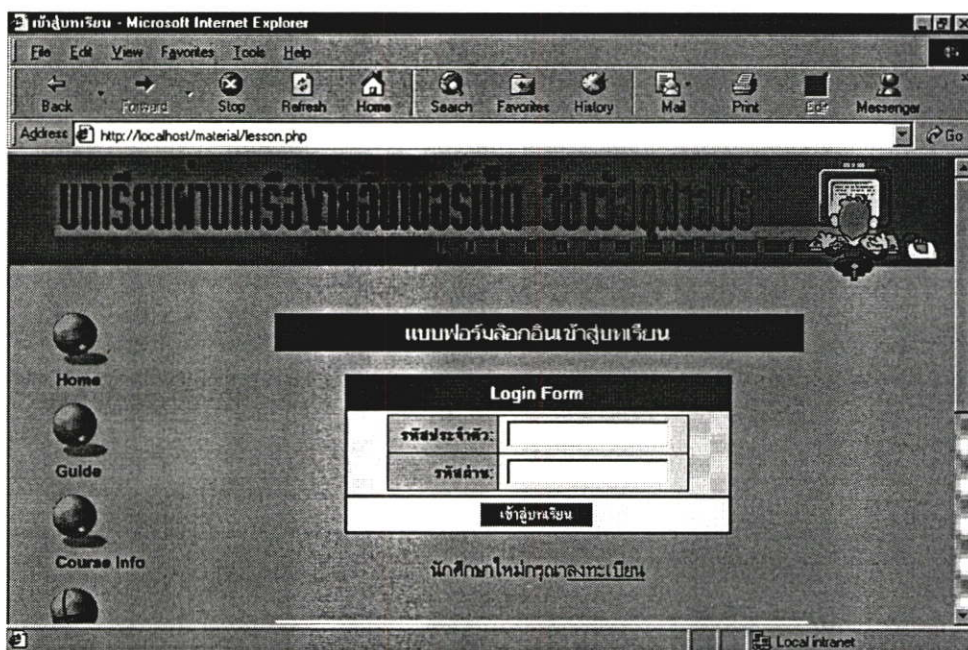 เข้าสู่บทเรียน - Microsoft Internet Explorer
File Edit View Favorites Tools Help
Back Forward Stop Refresh Home Search Favorites History Mail Print Edit Messenger
Address http://localhost/material/lesson.php Go
บทเรียนผ่านเครือข่ายอินเตอร์เน็ต
แบบฟอร์มล็อกอินเข้าสู่บทเรียน
Home
Login Form
รหัสประจำตัว:
Guide
รหัสผ่าน:
เข้าสู่บทเรียน
Course Info
นักศึกษาใหม่กรุณาลงทะเบียน
Local intranet